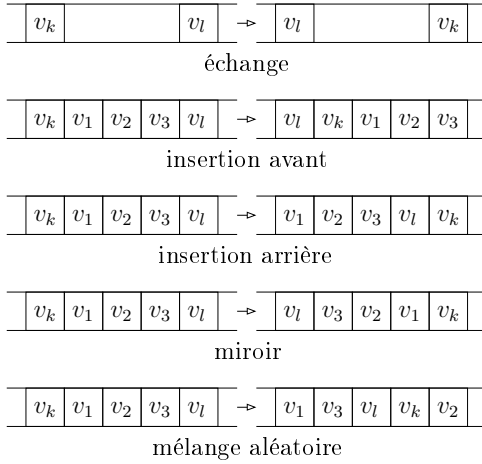 v_k v_l → v_l v_k
échange
v_k v_1 v_2 v_3 v_l → v_l v_k v_1 v_2 v_3
insertion avant
v_k v_1 v_2 v_3 v_l → v_1 v_2 v_3 v_l v_k
insertion arrière
v_k v_1 v_2 v_3 v_l → v_l v_3 v_2 v_1 v_k
miroir
v_k v_1 v_2 v_3 v_l → v_1 v_3 v_l v_k v_2
mélange aléatoire